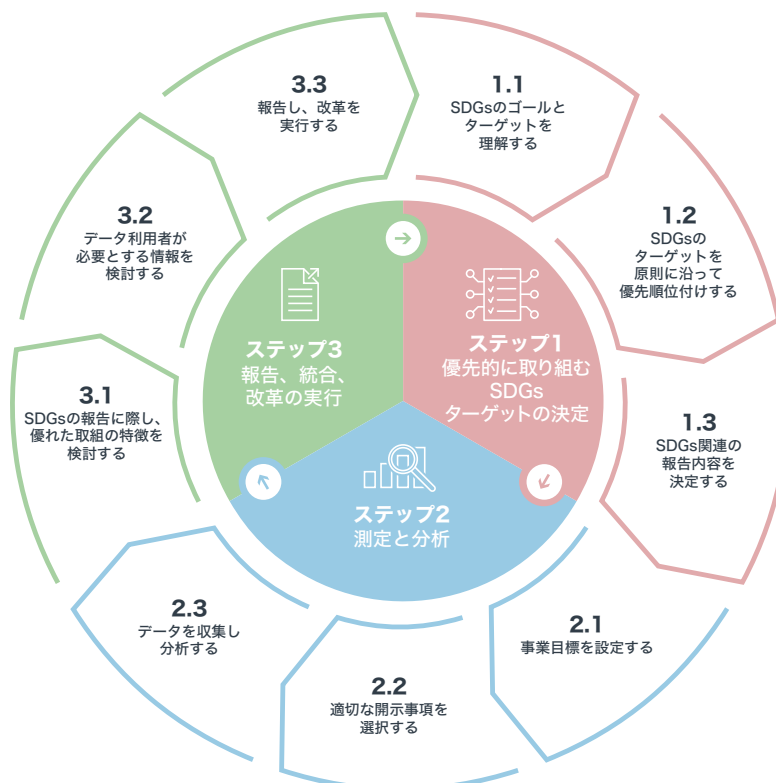 1.1
SDGsのゴールと
ターゲットを
理解する
1.2
SDGsの
ターゲットを
原則に沿って
優先順位付けする
1.3
SDGs関連の
報告内容を
決定する
2.1
事業目標を設定する
2.2
適切な開示事項を
選択する
2.3
データを収集し
分析する
3.1
SDGsの報告に際し、
優れた取組の特徴を
検討する
3.2
データ利用者が
必要とする情報を
検討する
3.3
報告し、改革を
実行する
ステップ1
優先的に取り組む
SDGs
ターゲットの決定
ステップ2
測定と分析
ステップ3
報告、統合、
改革の実行